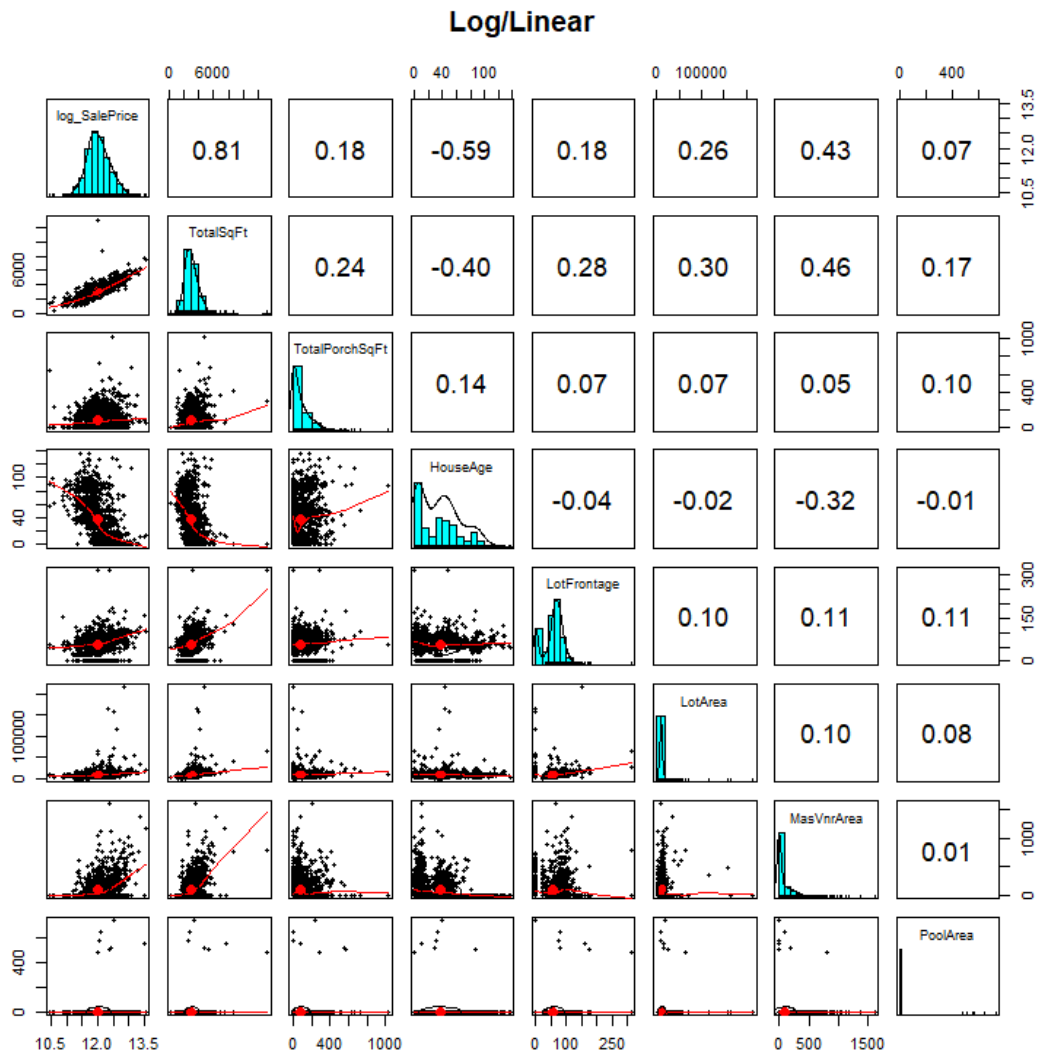 Log/Linear
0 6000 0 40 100 0 100000 0 400
log_SalePrice 0.81 0.18 -0.59 0.18 0.26 0.43 0.07 10.5 12.0 13.5
0 6000 TotalSqFt 0.24 -0.40 0.28 0.30 0.46 0.17
TotalPorchSqFt 0.14 0.07 0.07 0.05 0.10 0 400 1000
0 40 100 HouseAge -0.04 -0.02 -0.32 -0.01
LotFrontage 0.10 0.11 0.11 0 150 300
0 100000 LotArea 0.10 0.08
MasVnrArea 0.01 0 1000
0 400 PoolArea
10.5 12.0 13.5 0 400 1000 0 100 250 0 500 1500